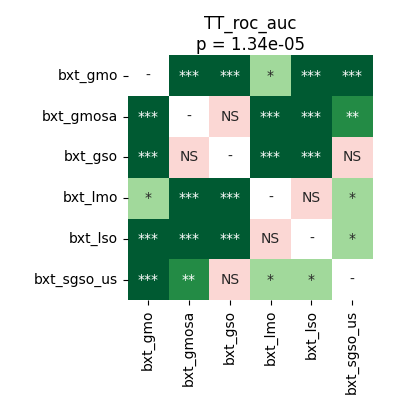 TT_roc_auc
p = 1.34e-05
bxt_gmo - *** *** * *** ***
bxt_gmosa *** - NS *** *** **
bxt_gso *** NS - *** *** NS
bxt_lmo * *** *** - NS *
bxt_lso *** *** *** NS - *
bxt_sgso_us *** ** NS * * -
bxt_gmo bxt_gmosa bxt_gso bxt_lmo bxt_lso bxt_sgso_us